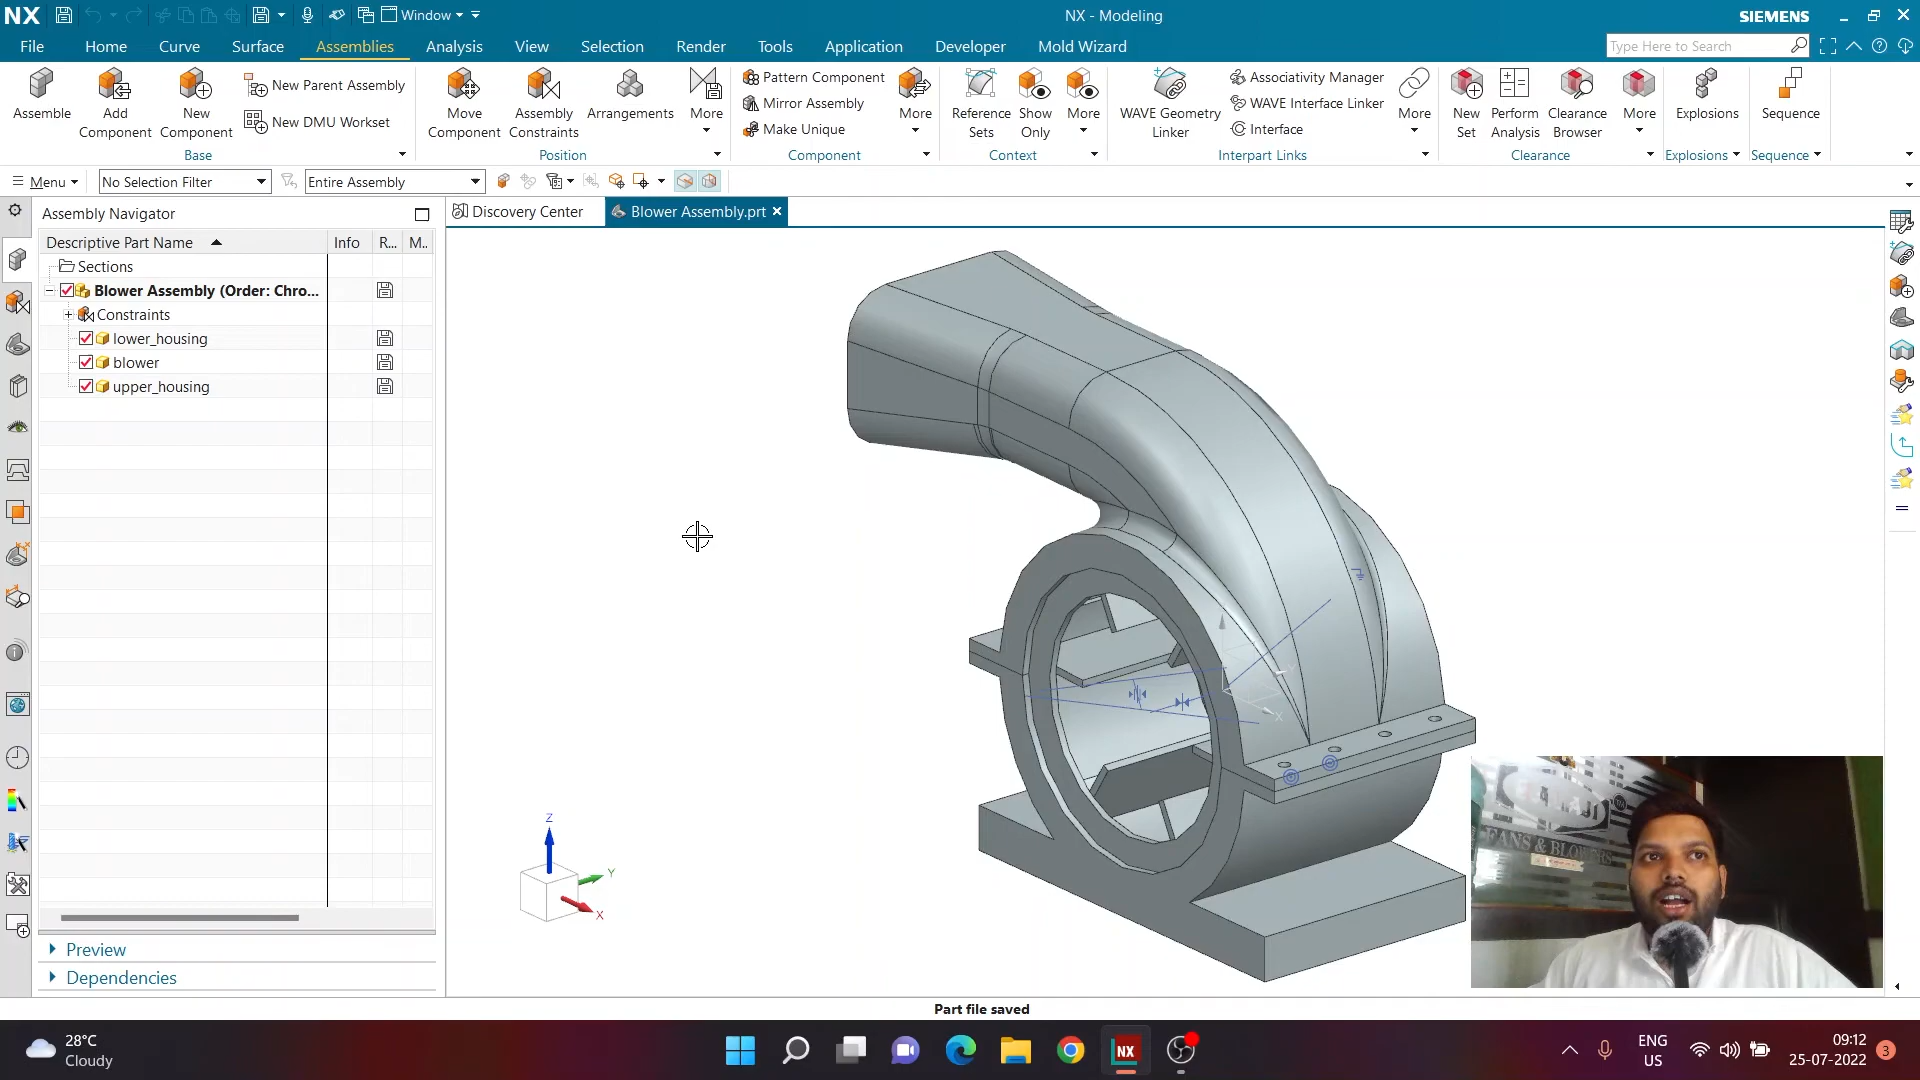 NX
Window
NX - Modeling
SIEMENS
File
Home
Curve
Surface
Assemblies
Analysis
View
Selection
Render
Tools
Application
Developer
Mold Wizard
Type Here to Search
Assemble
Add
Component
New
Component
New Parent Assembly
New DMU Workset
Base
Move
Component
Assembly
Constraints
Arrangements
More
Position
Pattern Component
Mirror Assembly
Make Unique
More
Component
Reference
Sets
Show
Only
More
Context
WAVE Geometry
Linker
Associativity Manager
WAVE Interface Linker
Interface
More
Interpart Links
New
Set
Perform
Analysis
Clearance
Browser
More
Clearance
Explosions
Explosions
Sequence
Sequence
Menu
No Selection Filter
Entire Assembly
Assembly Navigator
Discovery Center
Blower Assembly.prt
Descriptive Part Name
Info
R...
M..
Sections
Blower Assembly (Order: Chro...
Constraints
lower_housing
blower
upper_housing
Preview
Dependencies
Z
Y
X
Y
X
FANS & BLOWERS
Part file saved
28°C
Cloudy
NX
ENG
US
09:12
25-07-2022
3